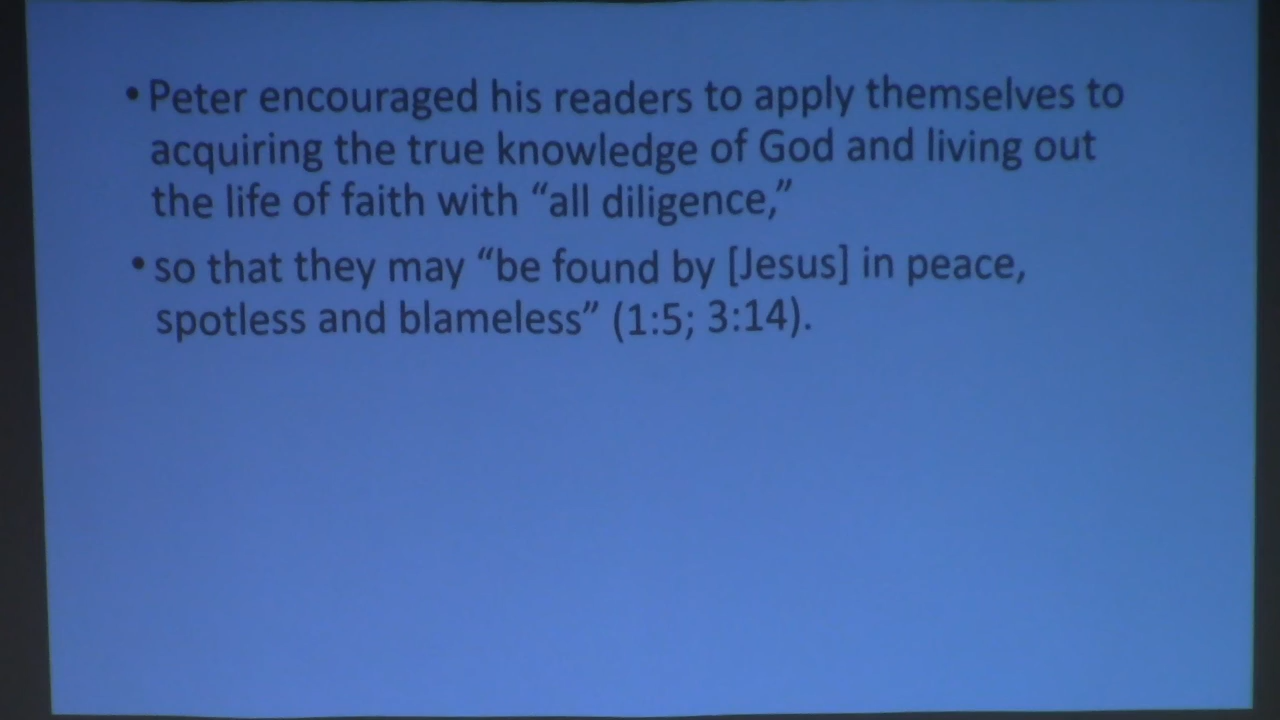 • Peter encouraged his readers to apply themselves to
acquiring the true knowledge of God and living out
the life of faith with “all diligence,”
• so that they may “be found by [Jesus] in peace,
spotless and blameless” (1:5; 3:14).